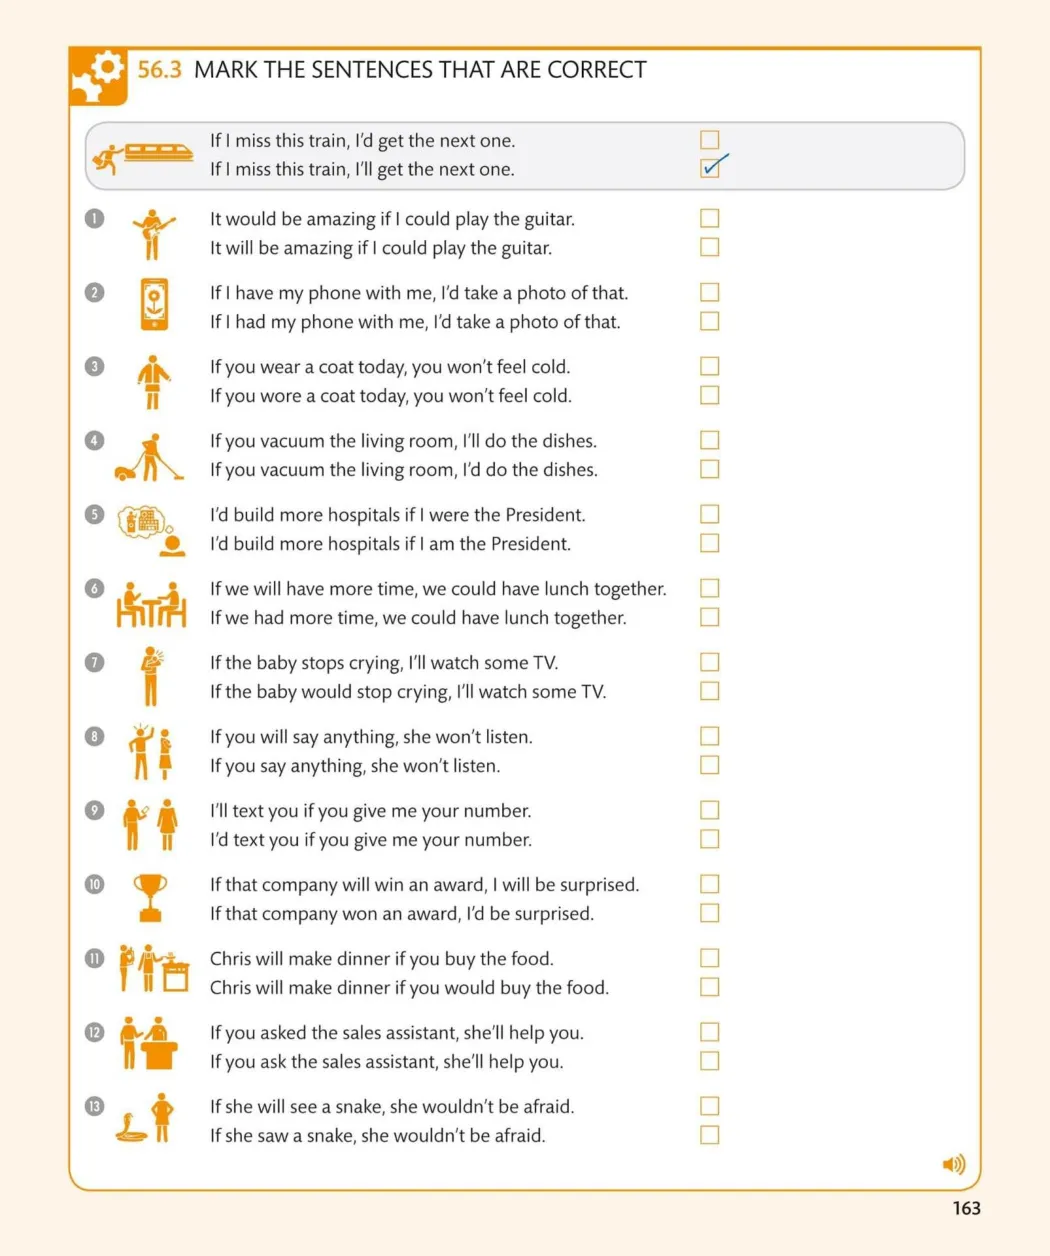 56.3 MARK THE SENTENCES THAT ARE CORRECT
If I miss this train, I'd get the next one.
If I miss this train, I'll get the next one.
1 It would be amazing if I could play the guitar.
It will be amazing if I could play the guitar.
2 If I have my phone with me, I'd take a photo of that.
If I had my phone with me, I'd take a photo of that.
3 If you wear a coat today, you won't feel cold.
If you wore a coat today, you won't feel cold.
4 If you vacuum the living room, I'll do the dishes.
If you vacuum the living room, I'd do the dishes.
5 I'd build more hospitals if I were the President.
I'd build more hospitals if I am the President.
6 If we will have more time, we could have lunch together.
If we had more time, we could have lunch together.
7 If the baby stops crying, I'll watch some TV.
If the baby would stop crying, I'll watch some TV.
8 If you will say anything, she won't listen.
If you say anything, she won't listen.
9 I'll text you if you give me your number.
I'd text you if you give me your number.
10 If that company will win an award, I will be surprised.
If that company won an award, I'd be surprised.
11 Chris will make dinner if you buy the food.
Chris will make dinner if you would buy the food.
12 If you asked the sales assistant, she'll help you.
If you ask the sales assistant, she'll help you.
13 If she will see a snake, she wouldn't be afraid.
If she saw a snake, she wouldn't be afraid.
163